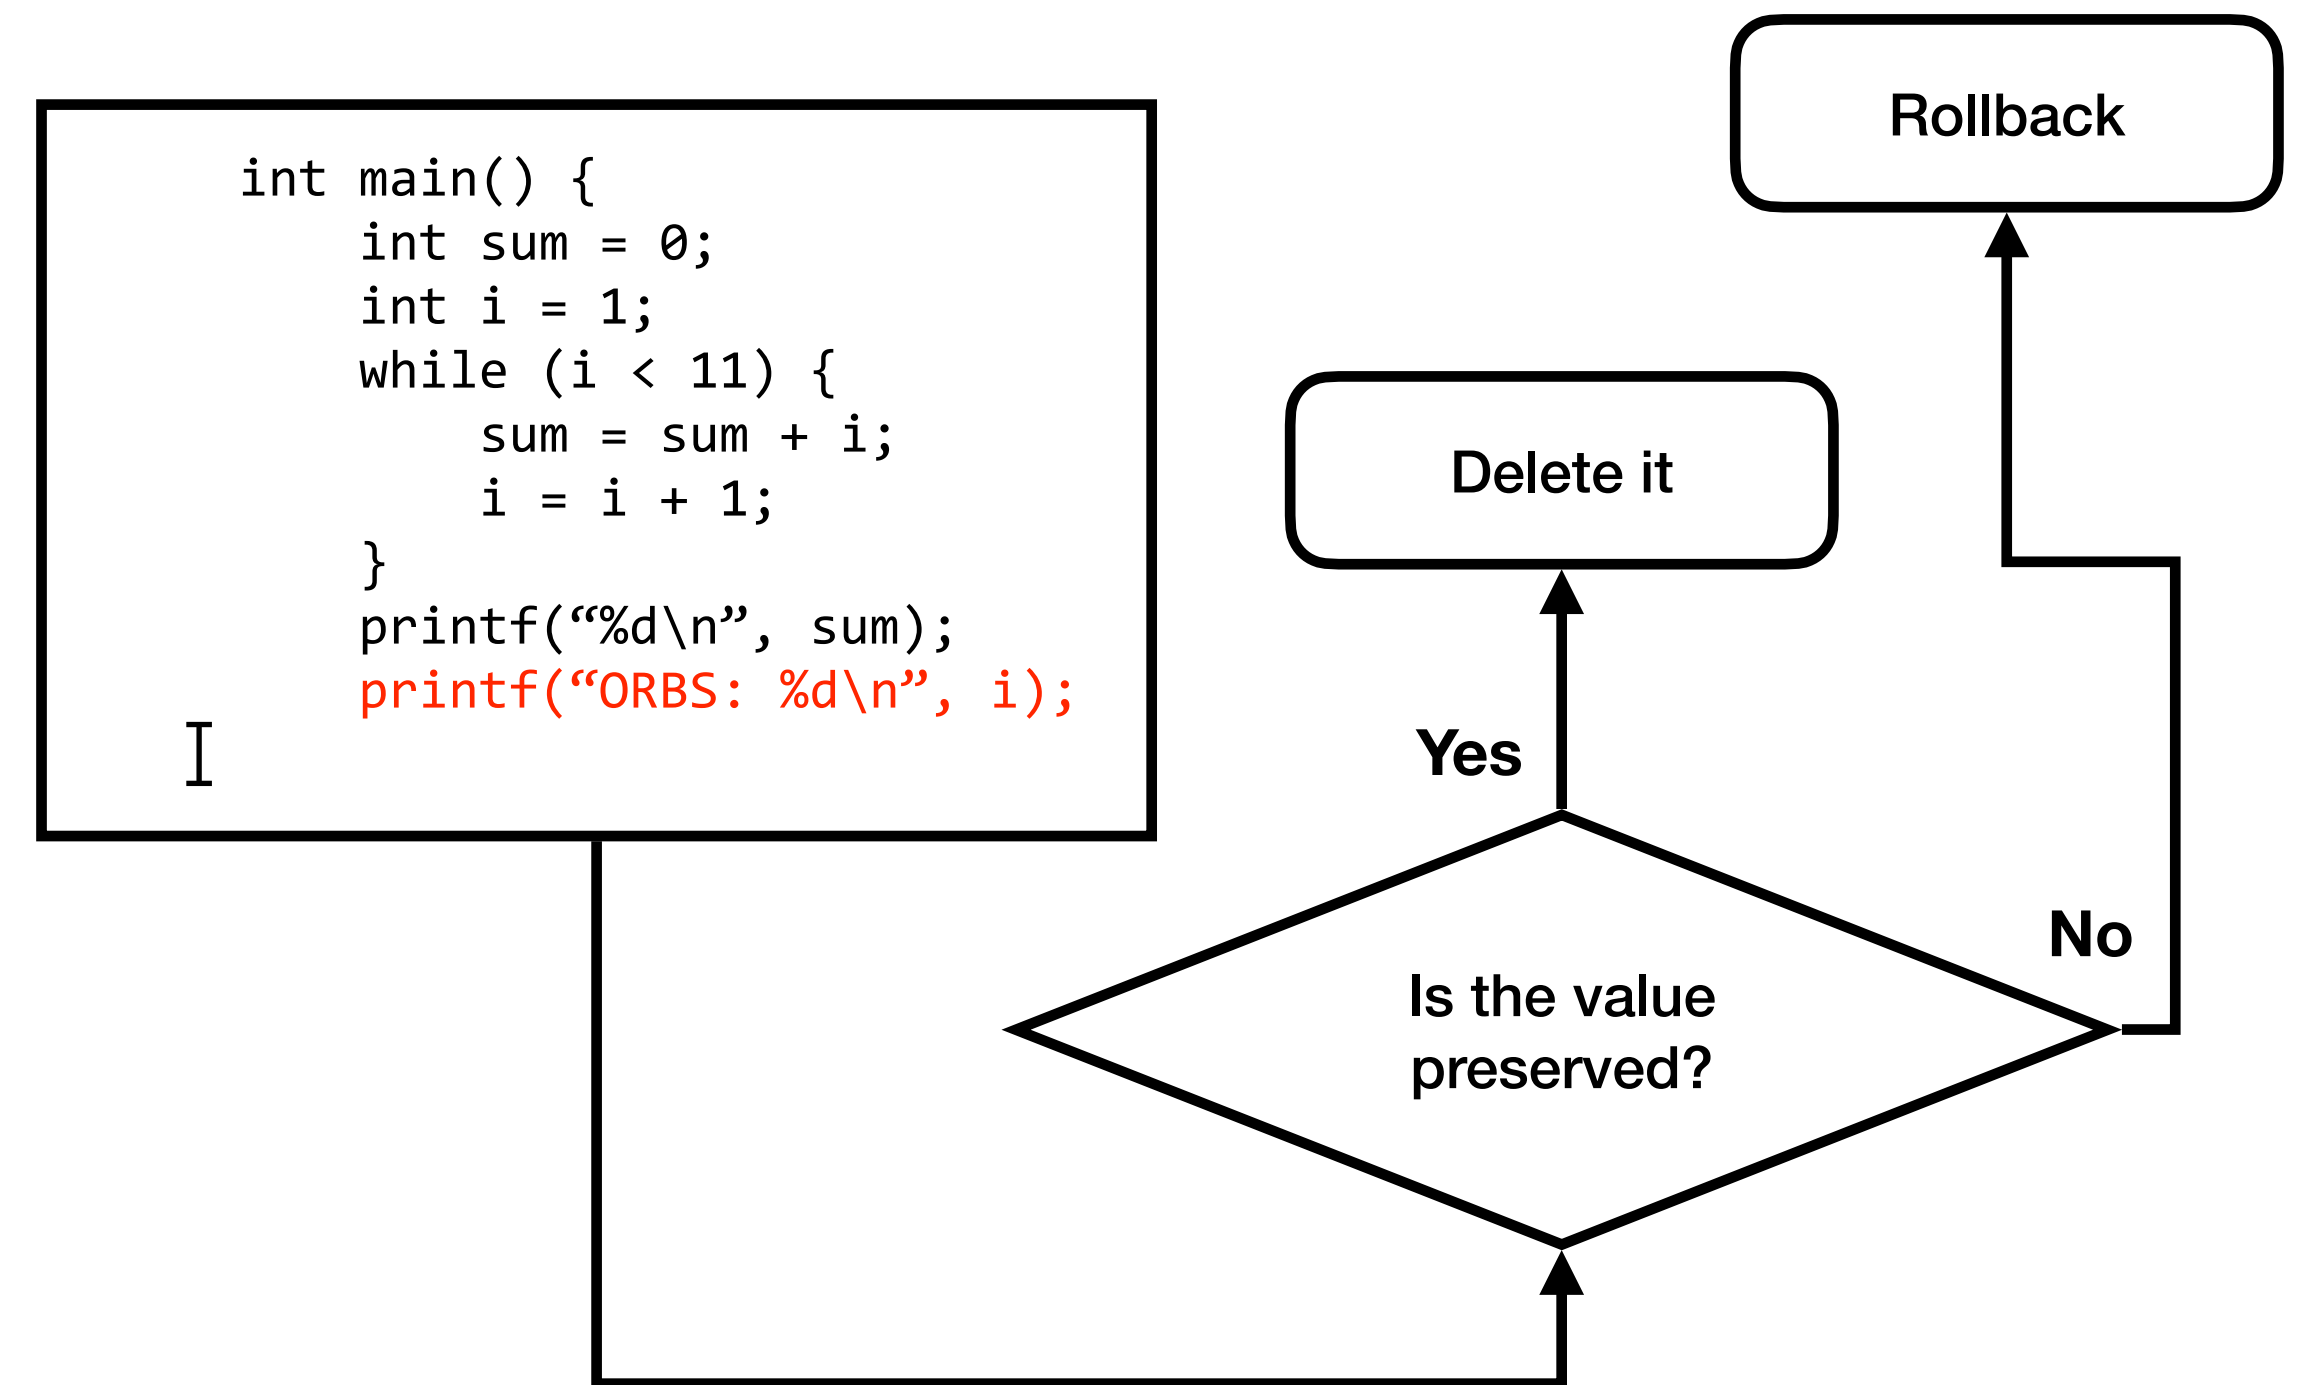 int main() {
    int sum = 0;
    int i = 1;
    while (i < 11) {
        sum = sum + i;
        i = i + 1;
    }
    printf(“%d\n”, sum);
    printf(“ORBS: %d\n”, i);
Rollback
Delete it
Yes
No
Is the value
preserved?